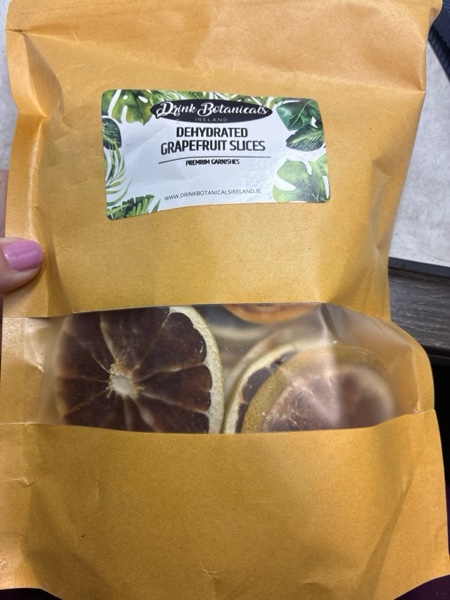 Drink Botanicals
IRELAND
DEHYDRATED
GRAPEFRUIT SLICES
PREMIUM GARNISHES
WWW.DRINKBOTANICALSIRELAND.IE